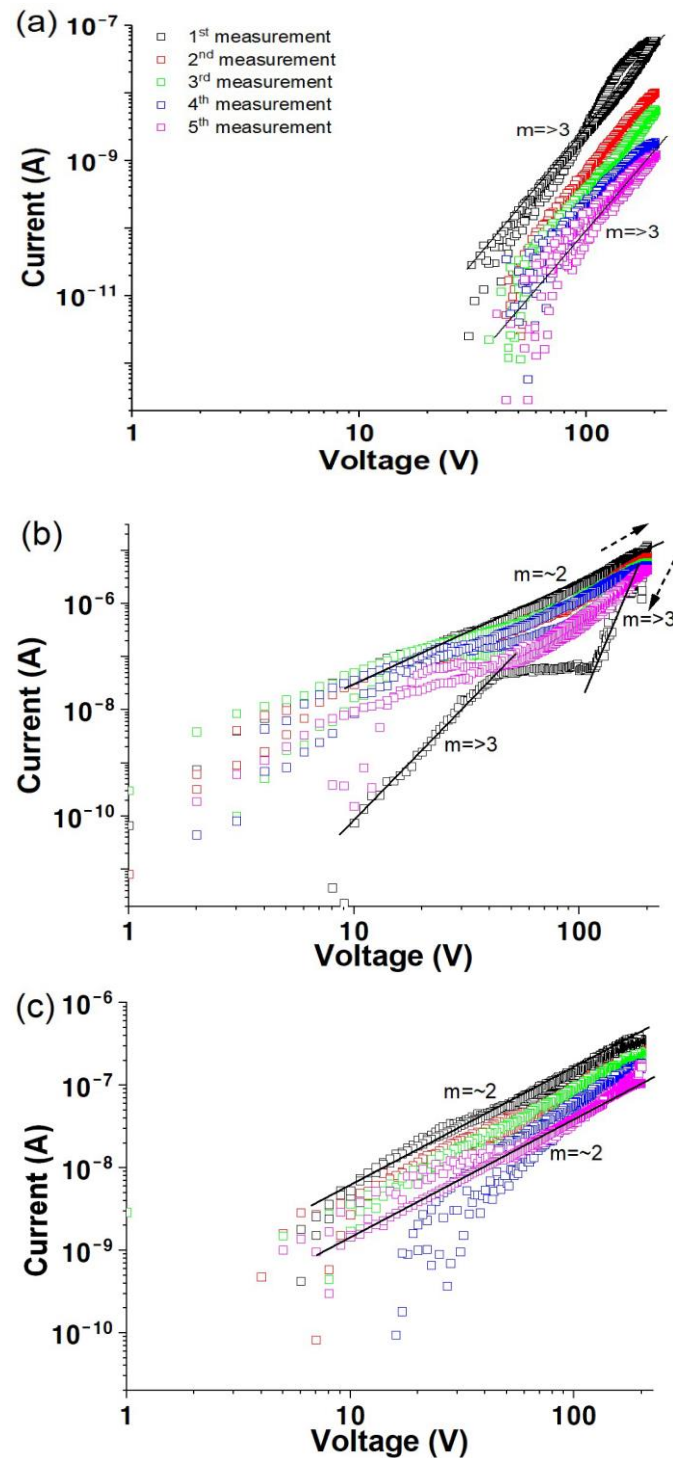 (a)
1ˢᵗ measurement
2ⁿᵈ measurement
3ʳᵈ measurement
4ᵗʰ measurement
5ᵗʰ measurement
m=>3
m=>3
Current (A)
10⁻⁷
10⁻⁹
10⁻¹¹
1
10
100
Voltage (V)
(b)
m=~2
m=>3
m=>3
Current (A)
10⁻⁶
10⁻⁸
10⁻¹⁰
1
10
100
Voltage (V)
(c)
m=~2
m=~2
Current (A)
10⁻⁶
10⁻⁷
10⁻⁸
10⁻⁹
10⁻¹⁰
1
10
100
Voltage (V)